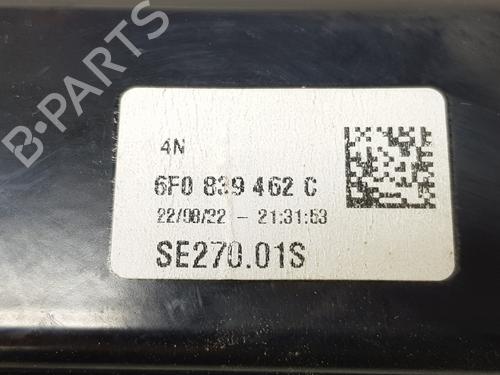 B-PARTS
4N
6F0 839 462 C
22/08/22 - 21:31:53
SE270.01S